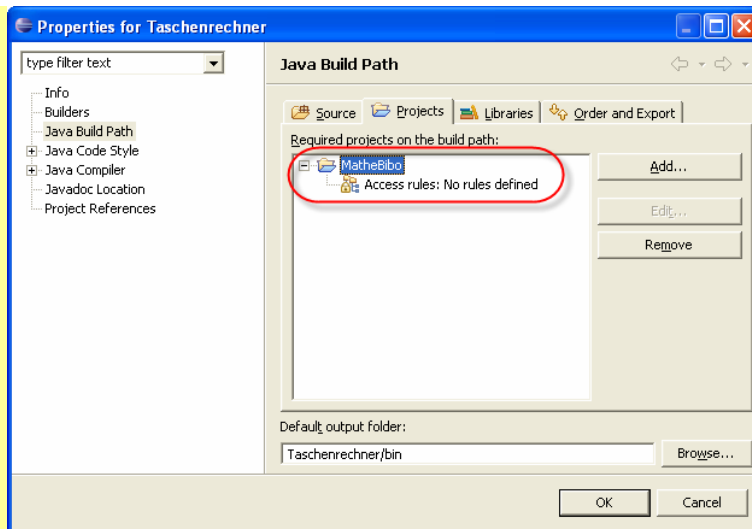 Properties for Taschenrechner
type filter text
Info
Builders
Java Build Path
Java Code Style
Java Compiler
Javadoc Location
Project References
Java Build Path
Source
Projects
Libraries
Order and Export
Required projects on the build path:
MatheBibo
Access rules: No rules defined
Add...
Edit...
Remove
Default output folder:
Taschenrechner/bin
Browse...
OK
Cancel